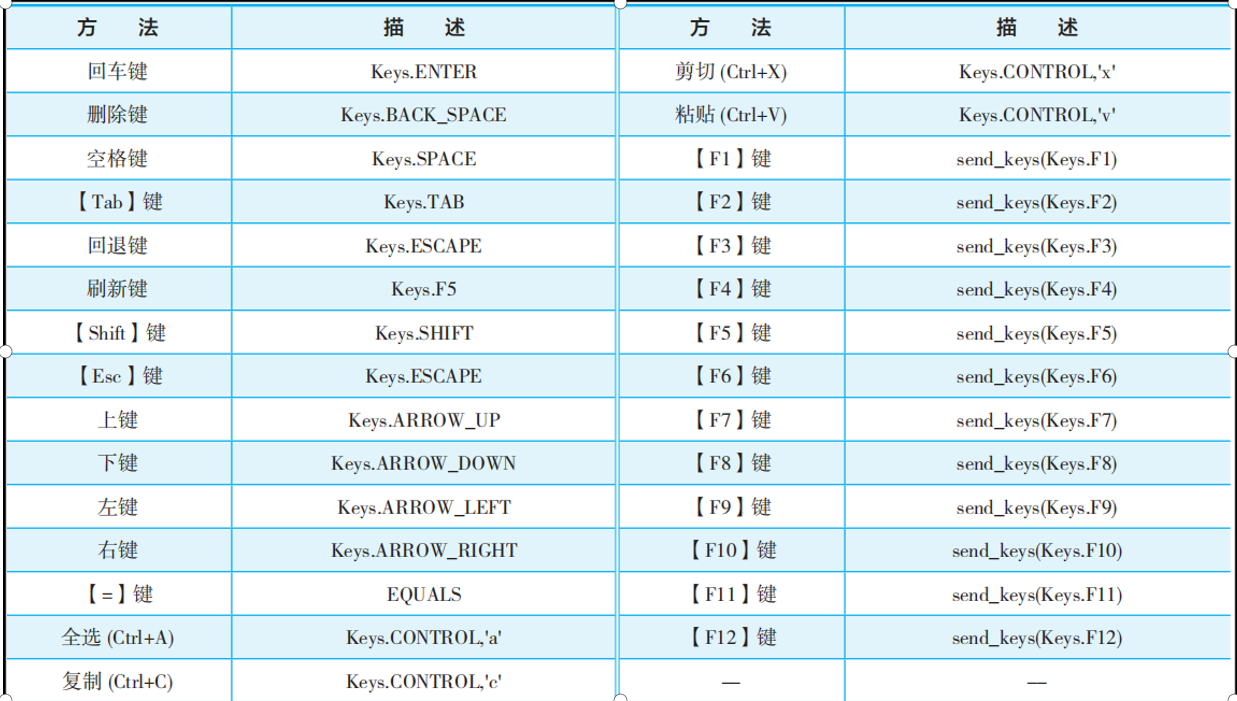 方 法 描 述 方 法 描 述
回车键 Keys.ENTER 剪切 (Ctrl+X) Keys.CONTROL,'x'
删除键 Keys.BACK_SPACE 粘贴 (Ctrl+V) Keys.CONTROL,'v'
空格键 Keys.SPACE 【F1】键 send_keys(Keys.F1)
【Tab】键 Keys.TAB 【F2】键 send_keys(Keys.F2)
回退键 Keys.ESCAPE 【F3】键 send_keys(Keys.F3)
刷新键 Keys.F5 【F4】键 send_keys(Keys.F4)
【Shift】键 Keys.SHIFT 【F5】键 send_keys(Keys.F5)
【Esc】键 Keys.ESCAPE 【F6】键 send_keys(Keys.F6)
上键 Keys.ARROW_UP 【F7】键 send_keys(Keys.F7)
下键 Keys.ARROW_DOWN 【F8】键 send_keys(Keys.F8)
左键 Keys.ARROW_LEFT 【F9】键 send_keys(Keys.F9)
右键 Keys.ARROW_RIGHT 【F10】键 send_keys(Keys.F10)
【=】键 EQUALS 【F11】键 send_keys(Keys.F11)
全选 (Ctrl+A) Keys.CONTROL,'a' 【F12】键 send_keys(Keys.F12)
复制 (Ctrl+C) Keys.CONTROL,'c' — —